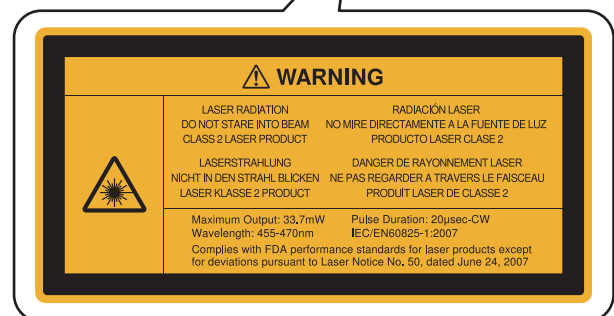 WARNING
LASER RADIATION
DO NOT STARE INTO BEAM
CLASS 2 LASER PRODUCT
RADIACIÓN LASER
NO MIRE DIRECTAMENTE A LA FUENTE DE LUZ
PRODUCTO LASER CLASE 2
LASERSTRAHLUNG
NICHT IN DEN STRAHL BLICKEN
LASER KLASSE 2 PRODUCT
DANGER DE RAYONNEMENT LASER
NE PAS REGARDER A TRAVERS LE FAISCEAU
PRODUIT LASER DE CLASSE 2
Maximum Output: 33.7mW Pulse Duration: 20μsec-CW
Wavelength: 455-470nm IEC/EN60825-1:2007
Complies with FDA performance standards for laser products except
for deviations pursuant to Laser Notice No. 50, dated June 24, 2007